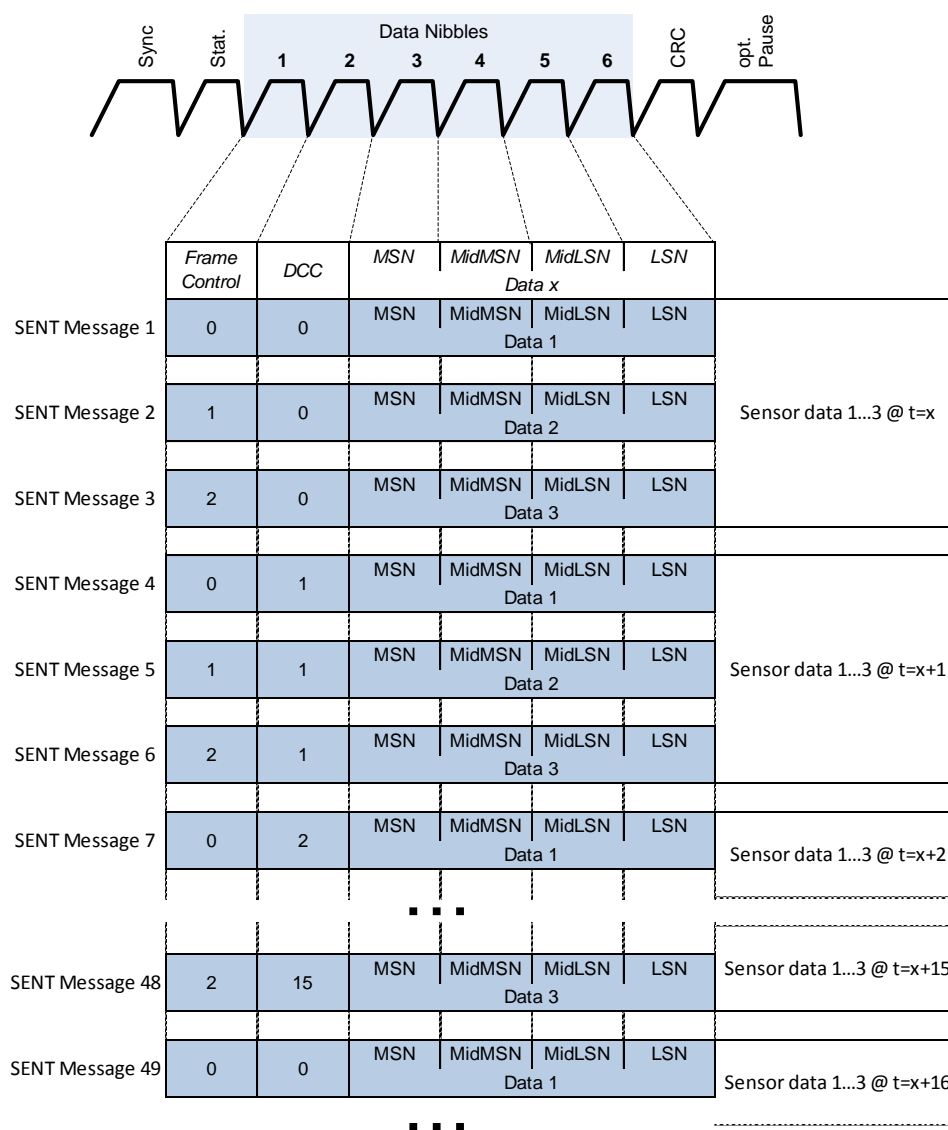 Sync
Stat.
Data Nibbles
CRC
opt. Pause
1 2 3 4 5 6
Frame Control DCC MSN MidMSN MidLSN LSN
Data x
SENT Message 1 0 0 MSN MidMSN MidLSN LSN
Data 1
SENT Message 2 1 0 MSN MidMSN MidLSN LSN
Data 2
Sensor data 1...3 @ t=x
SENT Message 3 2 0 MSN MidMSN MidLSN LSN
Data 3
SENT Message 4 0 1 MSN MidMSN MidLSN LSN
Data 1
SENT Message 5 1 1 MSN MidMSN MidLSN LSN
Data 2
Sensor data 1...3 @ t=x+1
SENT Message 6 2 1 MSN MidMSN MidLSN LSN
Data 3
SENT Message 7 0 2 MSN MidMSN MidLSN LSN
Data 1
Sensor data 1...3 @ t=x+2
...
SENT Message 48 2 15 MSN MidMSN MidLSN LSN
Data 3
Sensor data 1...3 @ t=x+15
SENT Message 49 0 0 MSN MidMSN MidLSN LSN
Data 1
Sensor data 1...3 @ t=x+16
...